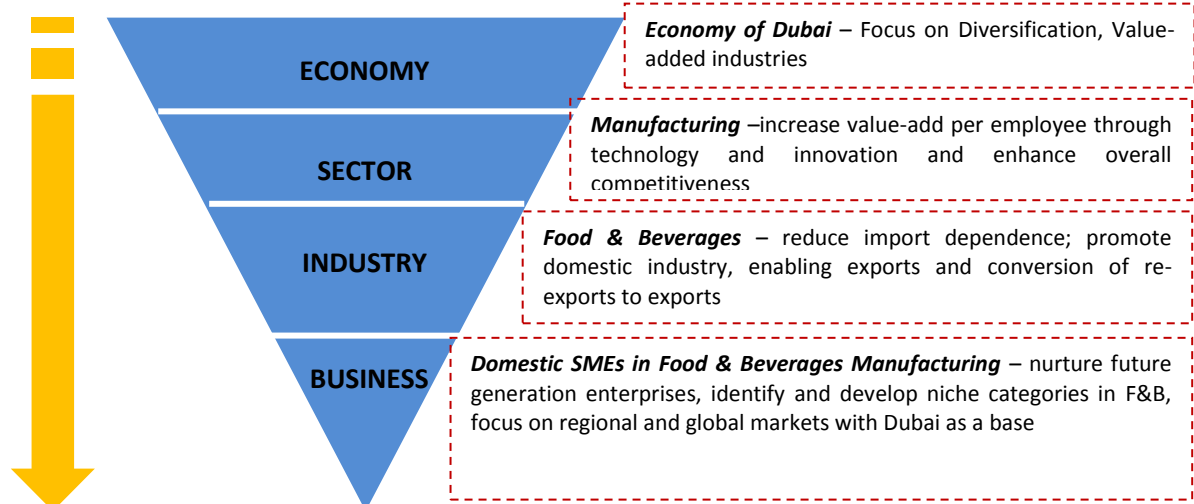 ECONOMY
Economy of Dubai – Focus on Diversification, Value-
added industries
SECTOR
Manufacturing –increase value-add per employee through
technology and innovation and enhance overall
competitiveness
INDUSTRY
Food & Beverages – reduce import dependence; promote
domestic industry, enabling exports and conversion of re-
exports to exports
BUSINESS
Domestic SMEs in Food & Beverages Manufacturing – nurture future
generation enterprises, identify and develop niche categories in F&B,
focus on regional and global markets with Dubai as a base